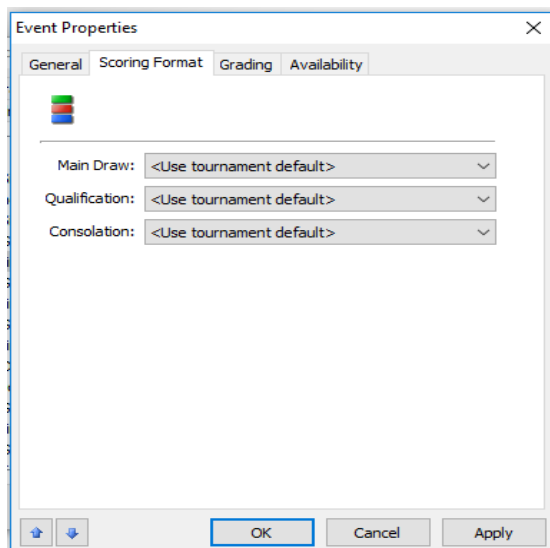 Event Properties
General Scoring Format Grading Availability
Main Draw: <Use tournament default>
Qualification: <Use tournament default>
Consolation: <Use tournament default>
OK Cancel Apply